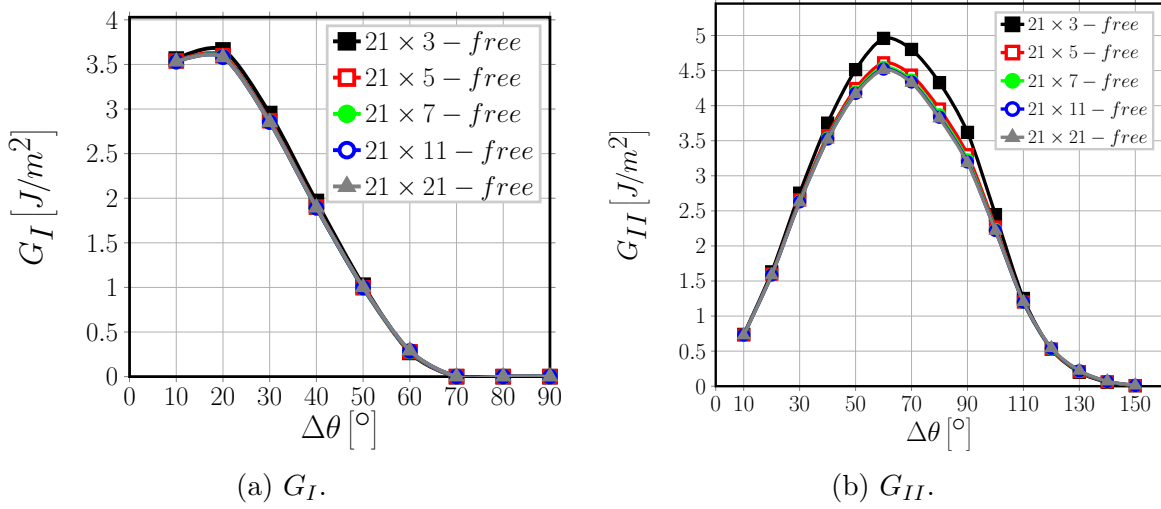 4
3.5
3
2.5
2
1.5
1
0.5
0
G_I [J/m^2]
0 10 20 30 40 50 60 70 80 90
Δθ [°]
21 × 3 − free
21 × 5 − free
21 × 7 − free
21 × 11 − free
21 × 21 − free
(a) G_I.
5
4.5
4
3.5
3
2.5
2
1.5
1
0.5
0
G_{II} [J/m^2]
0 10 30 50 70 90 110 130 150
Δθ [°]
21 × 3 − free
21 × 5 − free
21 × 7 − free
21 × 11 − free
21 × 21 − free
(b) G_{II}.